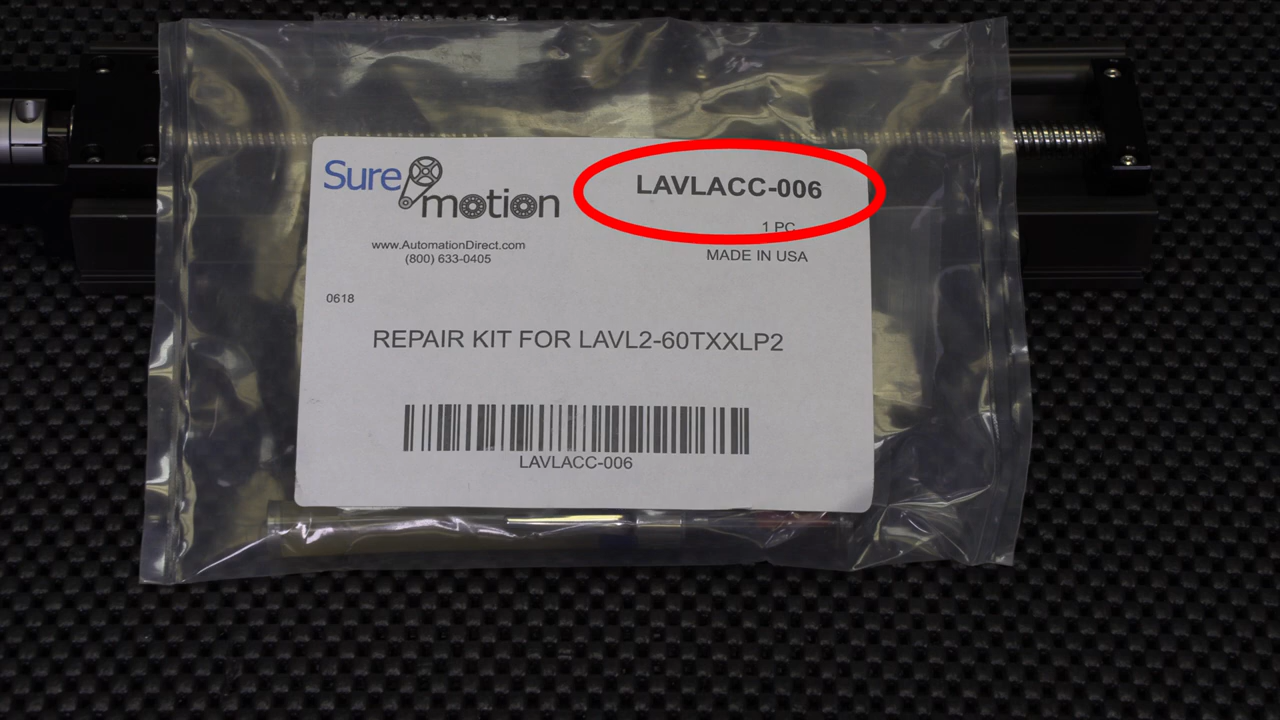 Sure motion
LAVLACC-006
1 PC
www.AutomationDirect.com
(800) 633-0405
MADE IN USA
0618
REPAIR KIT FOR LAVL2-60TXXLP2
LAVLACC-006